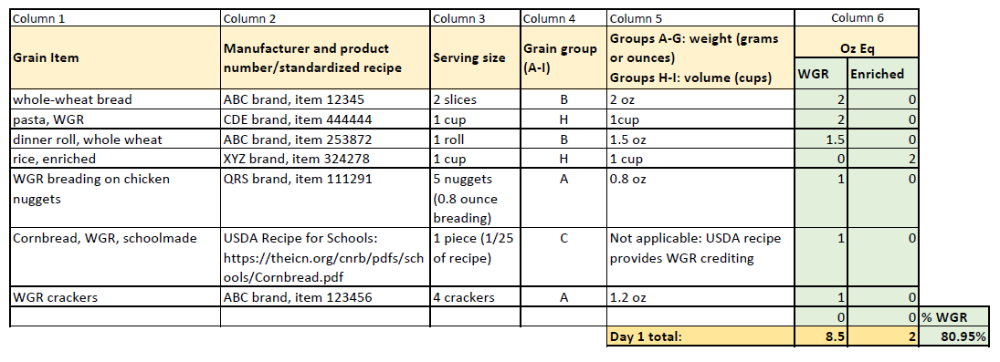 Column 1 Column 2 Column 3 Column 4 Column 5 Column 6
Grain Item Manufacturer and product number/standardized recipe Serving size Grain group (A-I) Groups A-G: weight (grams or ounces) Groups H-I: volume (cups) Oz Eq
WGR Enriched
whole-wheat bread ABC brand, item 12345 2 slices B 2 oz 2 0
pasta, WGR CDE brand, item 444444 1 cup H 1cup 2 0
dinner roll, whole wheat ABC brand, item 253872 1 roll B 1.5 oz 1.5 0
rice, enriched XYZ brand, item 324278 1 cup H 1 cup 0 2
WGR breading on chicken QRS brand, item 111291 5 nuggets A 0.8 oz 1 0
nuggets (0.8 ounce
breading)
Cornbread, WGR, schoolmade USDA Recipe for Schools: 1 piece (1/25 C Not applicable: USDA recipe 1 0
https://theicn.org/cnrb/pdfs/sch of recipe) provides WGR crediting
ools/Cornbread.pdf
WGR crackers ABC brand, item 123456 4 crackers A 1.2 oz 1 0
0 0 % WGR
Day 1 total: 8.5 2 80.95%